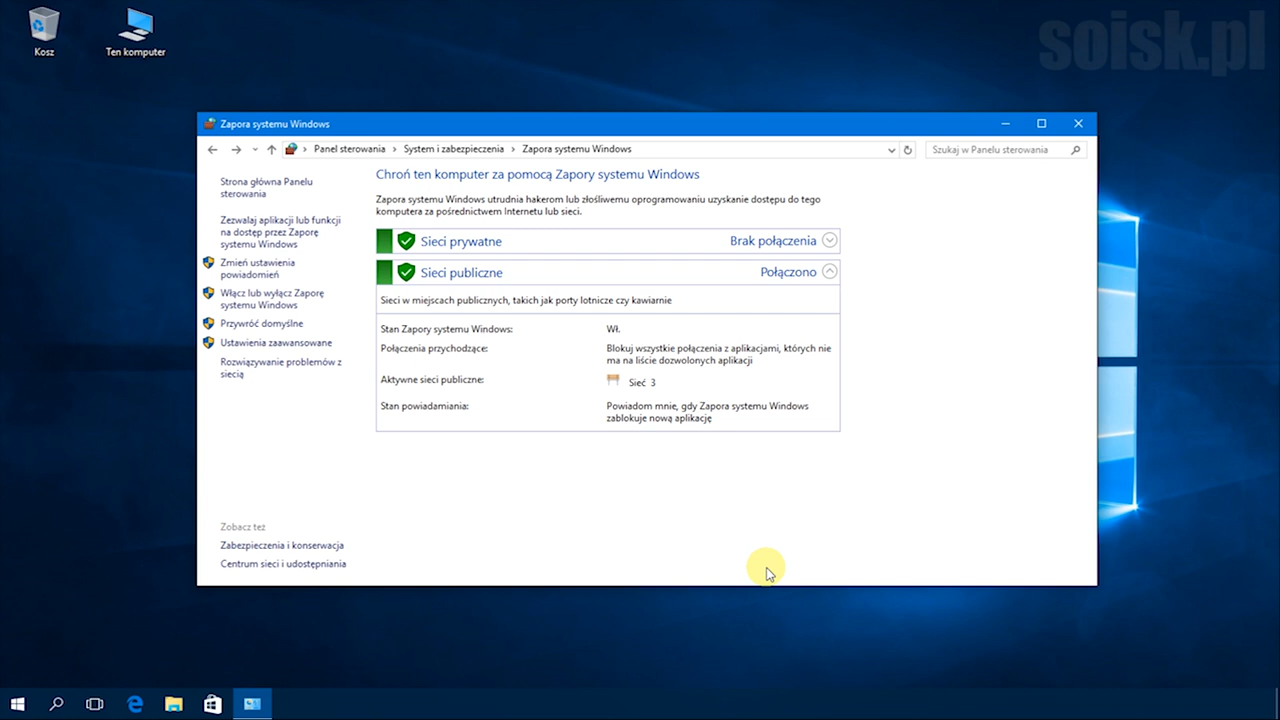 soisk.pl
Kosz
Ten komputer
Zapora systemu Windows
Panel sterowania
System i zabezpieczenia
Zapora systemu Windows
Szukaj w Panelu sterowania
Strona główna Panelu
sterowania
Zezwalaj aplikacji lub funkcji
na dostęp przez Zaporę
systemu Windows
Zmień ustawienia
powiadomień
Włącz lub wyłącz Zaporę
systemu Windows
Przywróć domyślne
Ustawienia zaawansowane
Rozwiązywanie problemów z
siecią
Zobacz też
Zabezpieczenia i konserwacja
Centrum sieci i udostępniania
Chroń ten komputer za pomocą Zapory systemu Windows
Zapora systemu Windows utrudnia hakerom lub złośliwemu oprogramowaniu uzyskanie dostępu do tego
komputera za pośrednictwem Internetu lub sieci.
Sieci prywatne Brak połączenia
Sieci publiczne Połączono
Sieci w miejscach publicznych, takich jak porty lotnicze czy kawiarnie
Stan Zapory systemu Windows: Wł.
Połączenia przychodzące: Blokuj wszystkie połączenia z aplikacjami, których nie
ma na liście dozwolonych aplikacji
Aktywne sieci publiczne: Sieć 3
Stan powiadamiania: Powiadom mnie, gdy Zapora systemu Windows
zablokuje nową aplikację